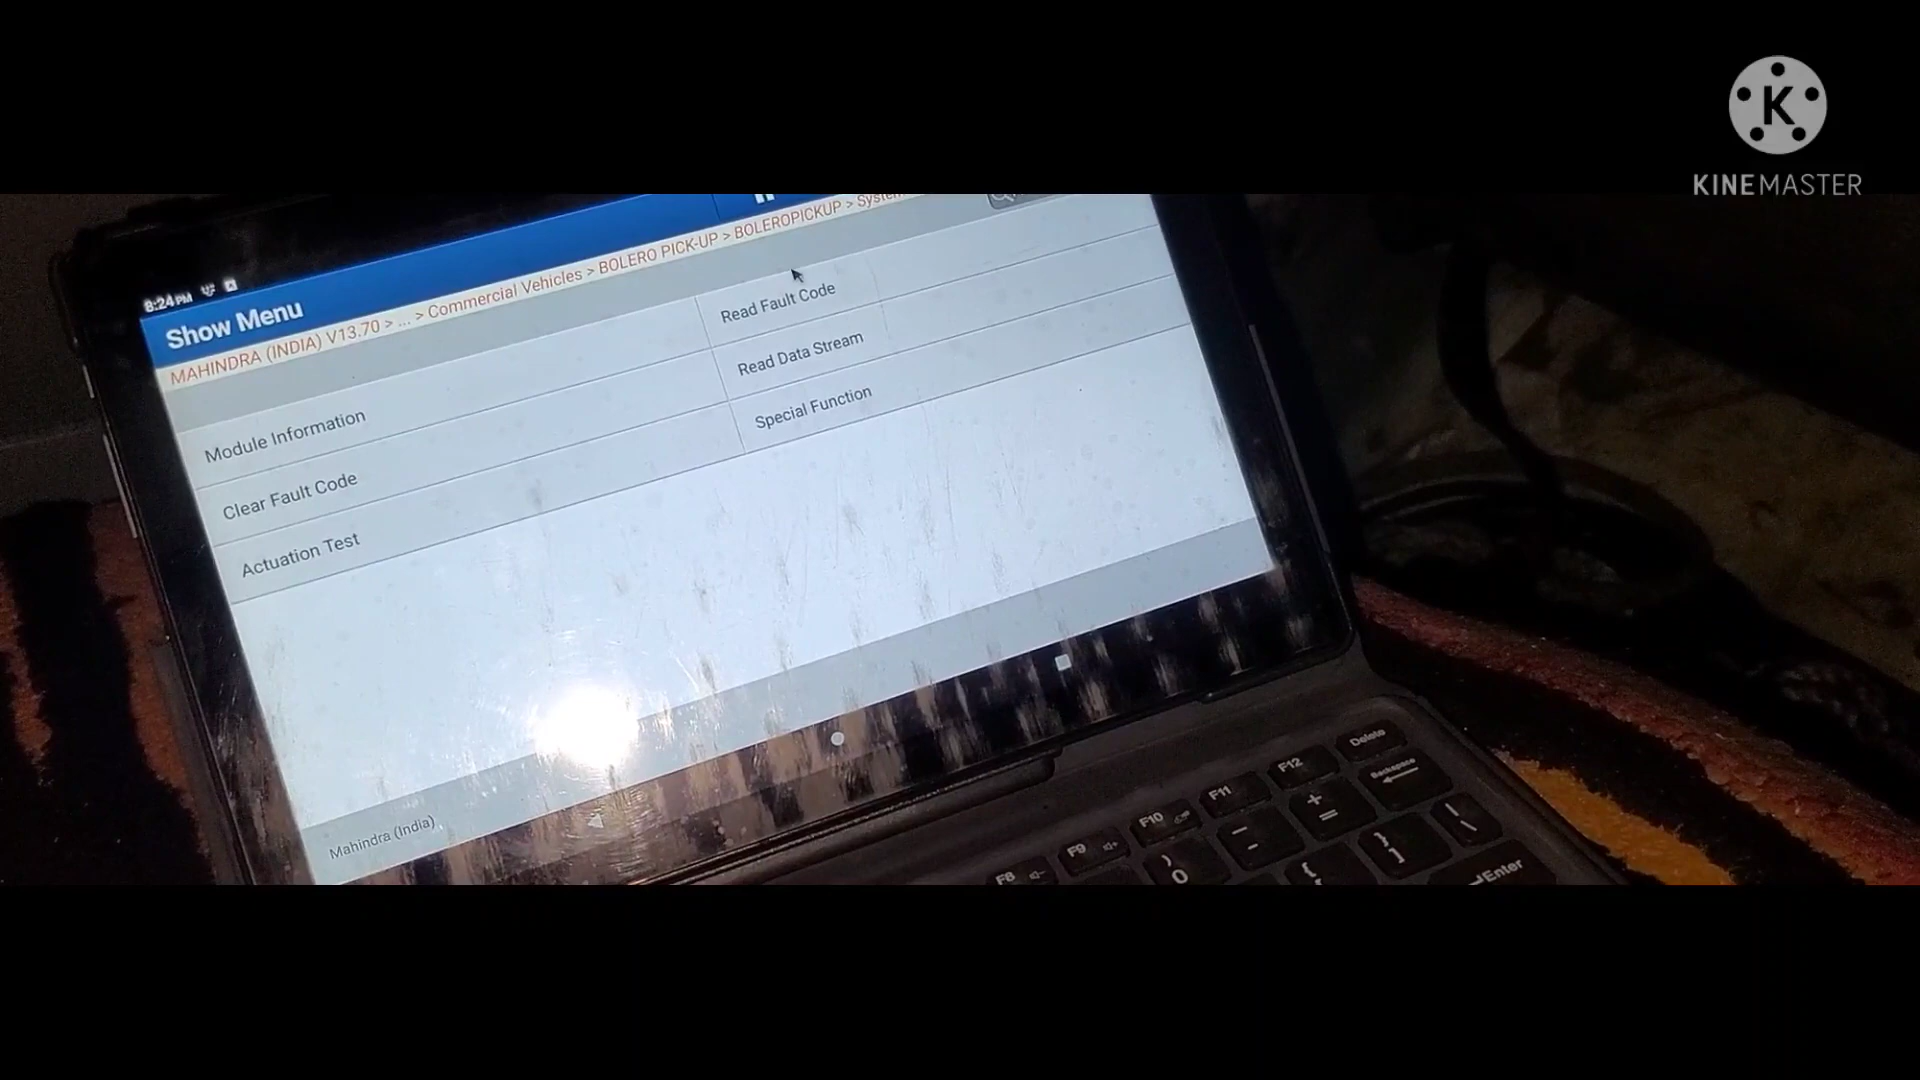 KINEMASTER
8:24 PM
Show Menu
MAHINDRA (INDIA) V13.70 > ... > Commercial Vehicles > BOLERO PICK-UP > BOLEROPICKUP > System
Module Information
Read Fault Code
Clear Fault Code
Read Data Stream
Actuation Test
Special Function
Mahindra (India)
Delete
F12
Backspace
F11
+
=
F10
_
-
|
\
F9
)
0
}
]
F8
{
[
Enter